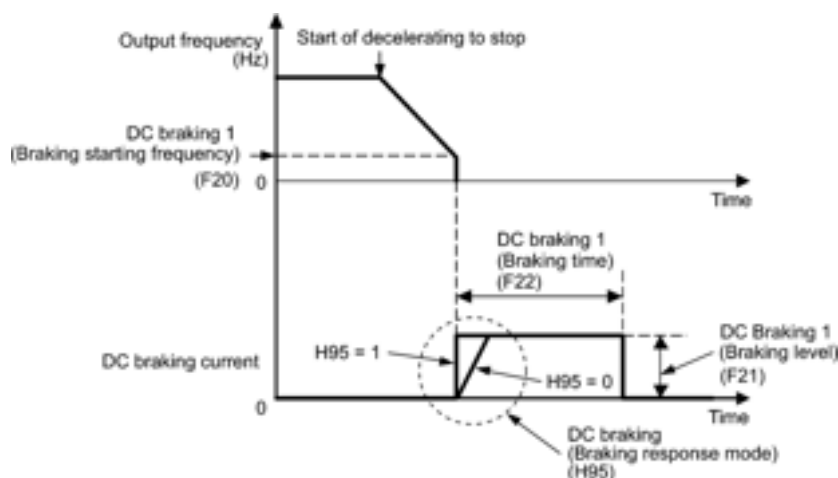 Output frequency
(Hz)
Start of decelerating to stop
DC braking 1
(Braking starting frequency)
(F20)
0
Time
DC braking 1
(Braking time)
(F22)
DC braking current
H95 = 1
H95 = 0
DC Braking 1
(Braking level)
(F21)
0
Time
DC braking
(Braking response mode)
(H95)